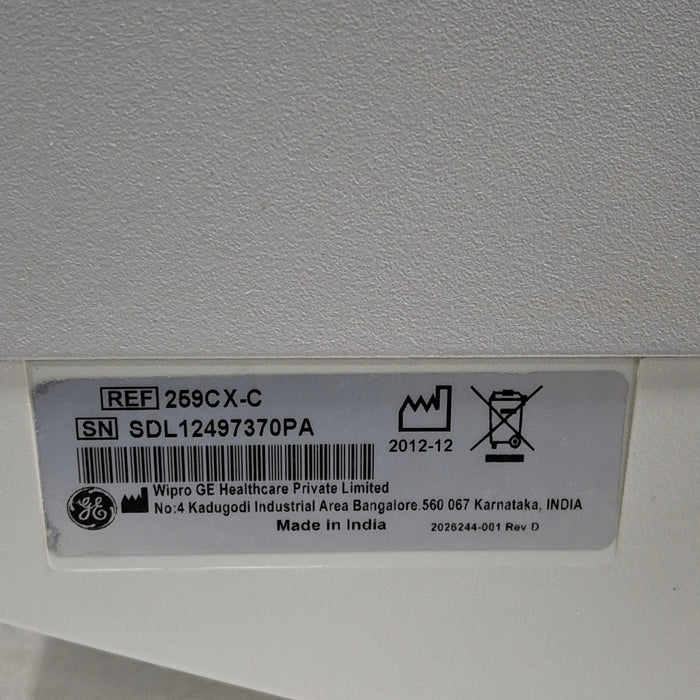 REF 259CX-C
SN SDL12497370PA
2012-12
GE
Wipro GE Healthcare Private Limited
No:4 Kadugodi Industrial Area Bangalore.560 067 Karnataka, INDIA
Made in India
2026244-001 Rev D